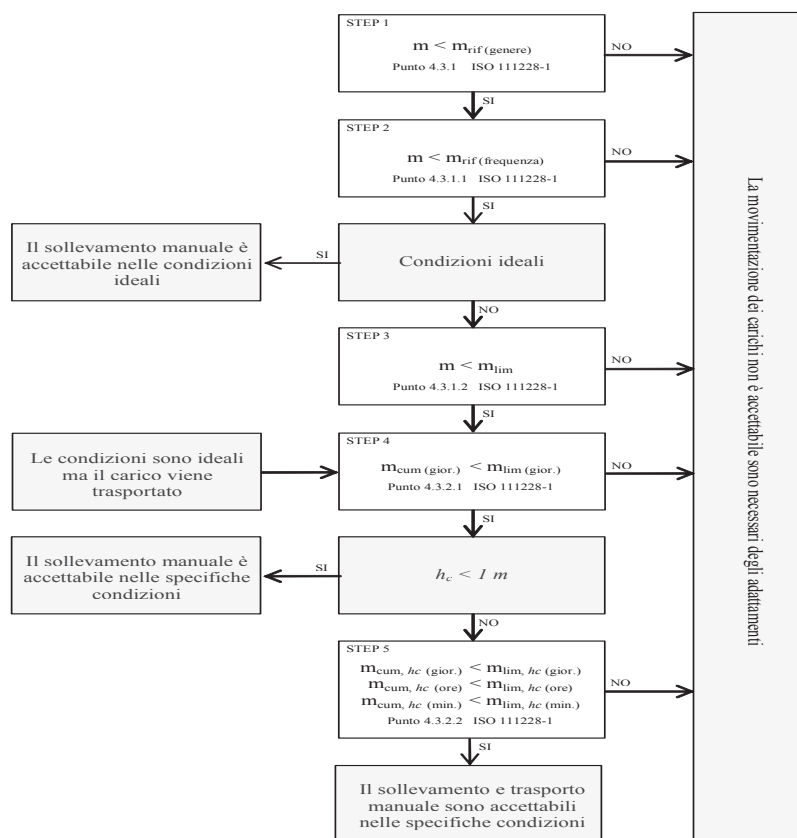 STEP 1
m < mrif (genere)
Punto 4.3.1 ISO 111228-1
NO
SI
STEP 2
m < mrif (frequenza)
Punto 4.3.1.1 ISO 111228-1
NO
SI
Il sollevamento manuale è
accettabile nelle condizioni
ideali
SI
Condizioni ideali
NO
STEP 3
m < mlim
Punto 4.3.1.2 ISO 111228-1
NO
SI
Le condizioni sono ideali
ma il carico viene
trasportato
STEP 4
mcum (gior.) < mlim (gior.)
Punto 4.3.2.1 ISO 111228-1
NO
SI
Il sollevamento manuale è
accettabile nelle specifiche
condizioni
SI
hc < 1 m
NO
STEP 5
mcum, hc (gior.) < mlim, hc (gior.)
mcum, hc (ore) < mlim, hc (ore)
mcum, hc (min.) < mlim, hc (min.)
Punto 4.3.2.2 ISO 111228-1
NO
SI
Il sollevamento e trasporto
manuale sono accettabili
nelle specifiche condizioni
La movimentazione dei carichi non è accettabile sono necessari degli adattamenti